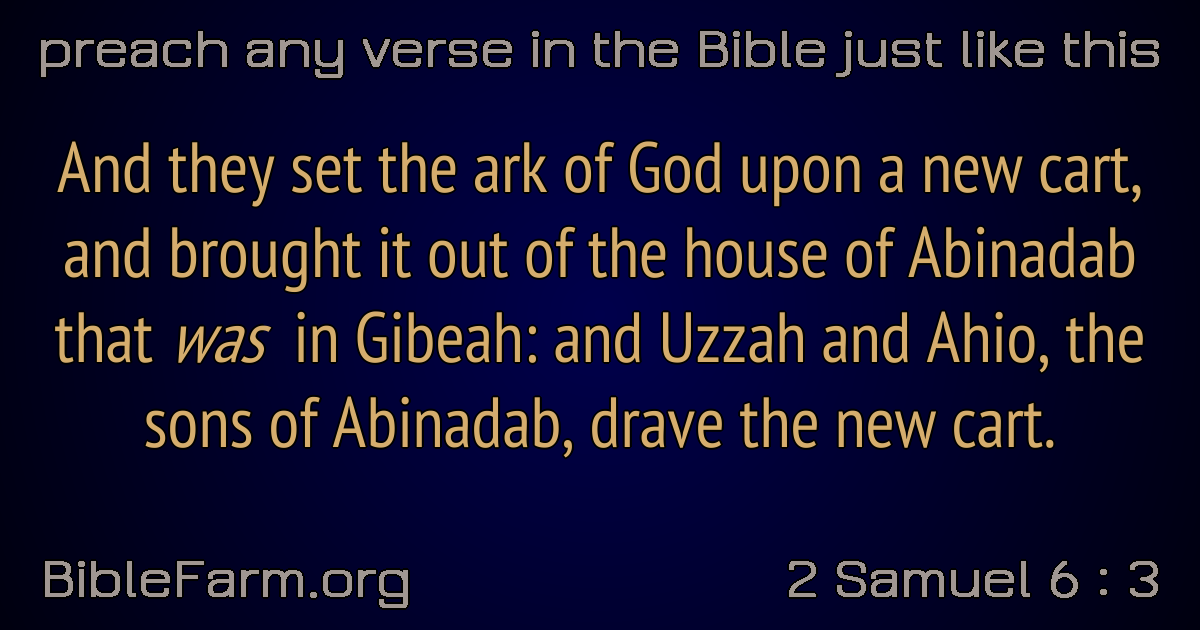 preach any verse in the Bible just like this
And they set the ark of God upon a new cart,
and brought it out of the house of Abinadab
that was in Gibeah: and Uzzah and Ahio, the
sons of Abinadab, drave the new cart.
BibleFarm.org
2 Samuel 6 : 3